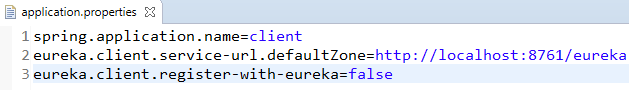 application.properties
1 spring.application.name=client
2 eureka.client.service-url.defaultZone=http://localhost:8761/eureka
3 eureka.client.register-with-eureka=false